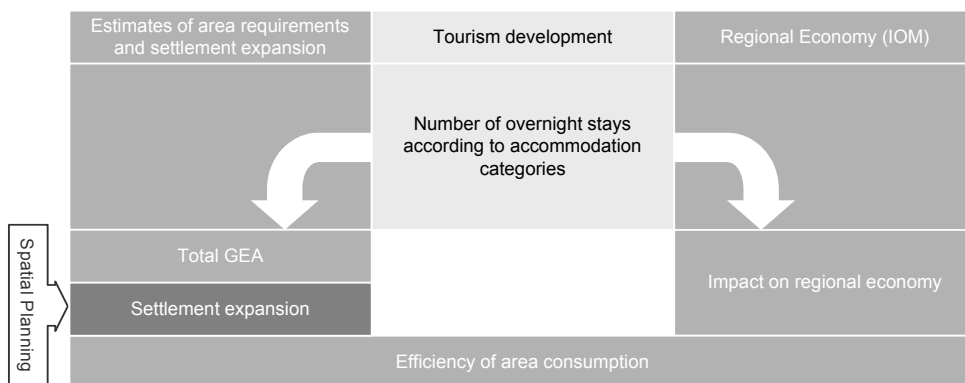 Estimates of area requirements
and settlement expansion
Tourism development
Regional Economy (IOM)
Number of overnight stays
according to accommodation
categories
Spatial Planning
Total GEA
Settlement expansion
Impact on regional economy
Efficiency of area consumption